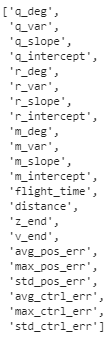 ['q_deg',
'q_var',
'q_slope',
'q_intercept',
'r_deg',
'r_var',
'r_slope',
'r_intercept',
'm_deg',
'm_var',
'm_slope',
'm_intercept',
'flight_time',
'distance',
'z_end',
'v_end',
'avg_pos_err',
'max_pos_err',
'std_pos_err',
'avg_ctrl_err',
'max_ctrl_err',
'std_ctrl_err']